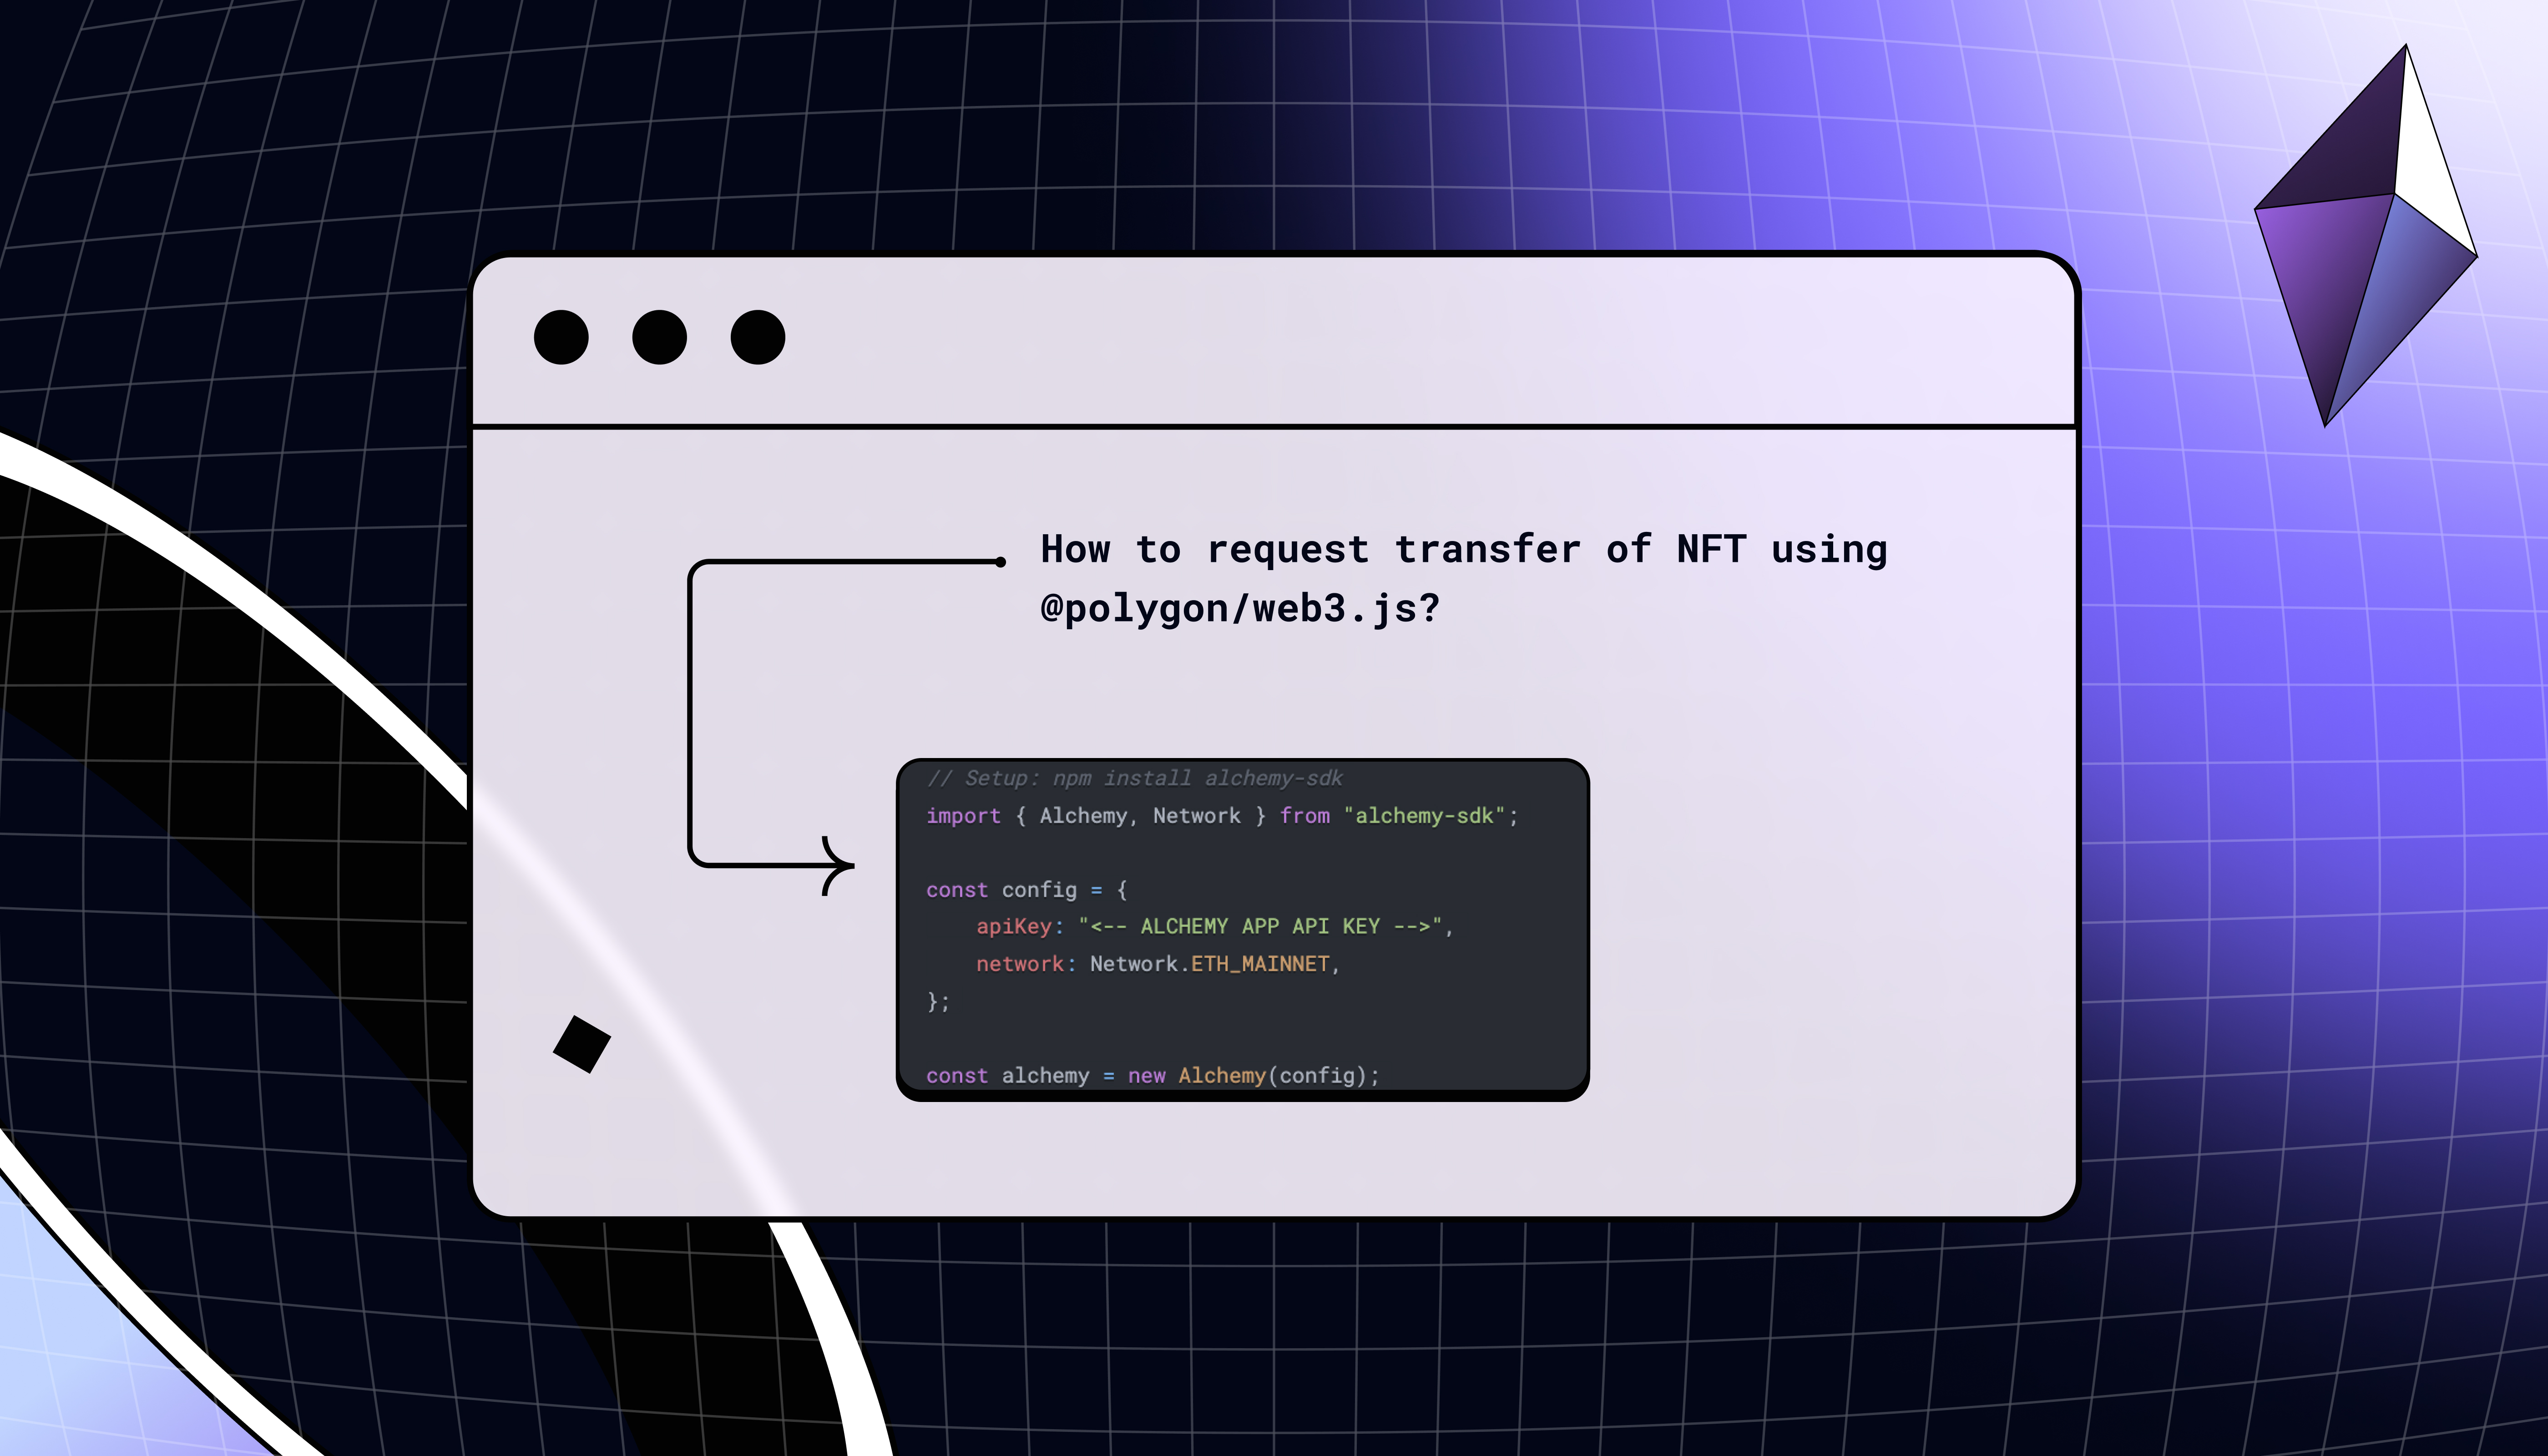 How to request transfer of NFT using
@polygon/web3.js?
// Setup: npm install alchemy-sdk
import { Alchemy, Network } from "alchemy-sdk";
const config = {
    apiKey: "<-- ALCHEMY APP API KEY -->",
    network: Network.ETH_MAINNET,
};
const alchemy = new Alchemy(config);